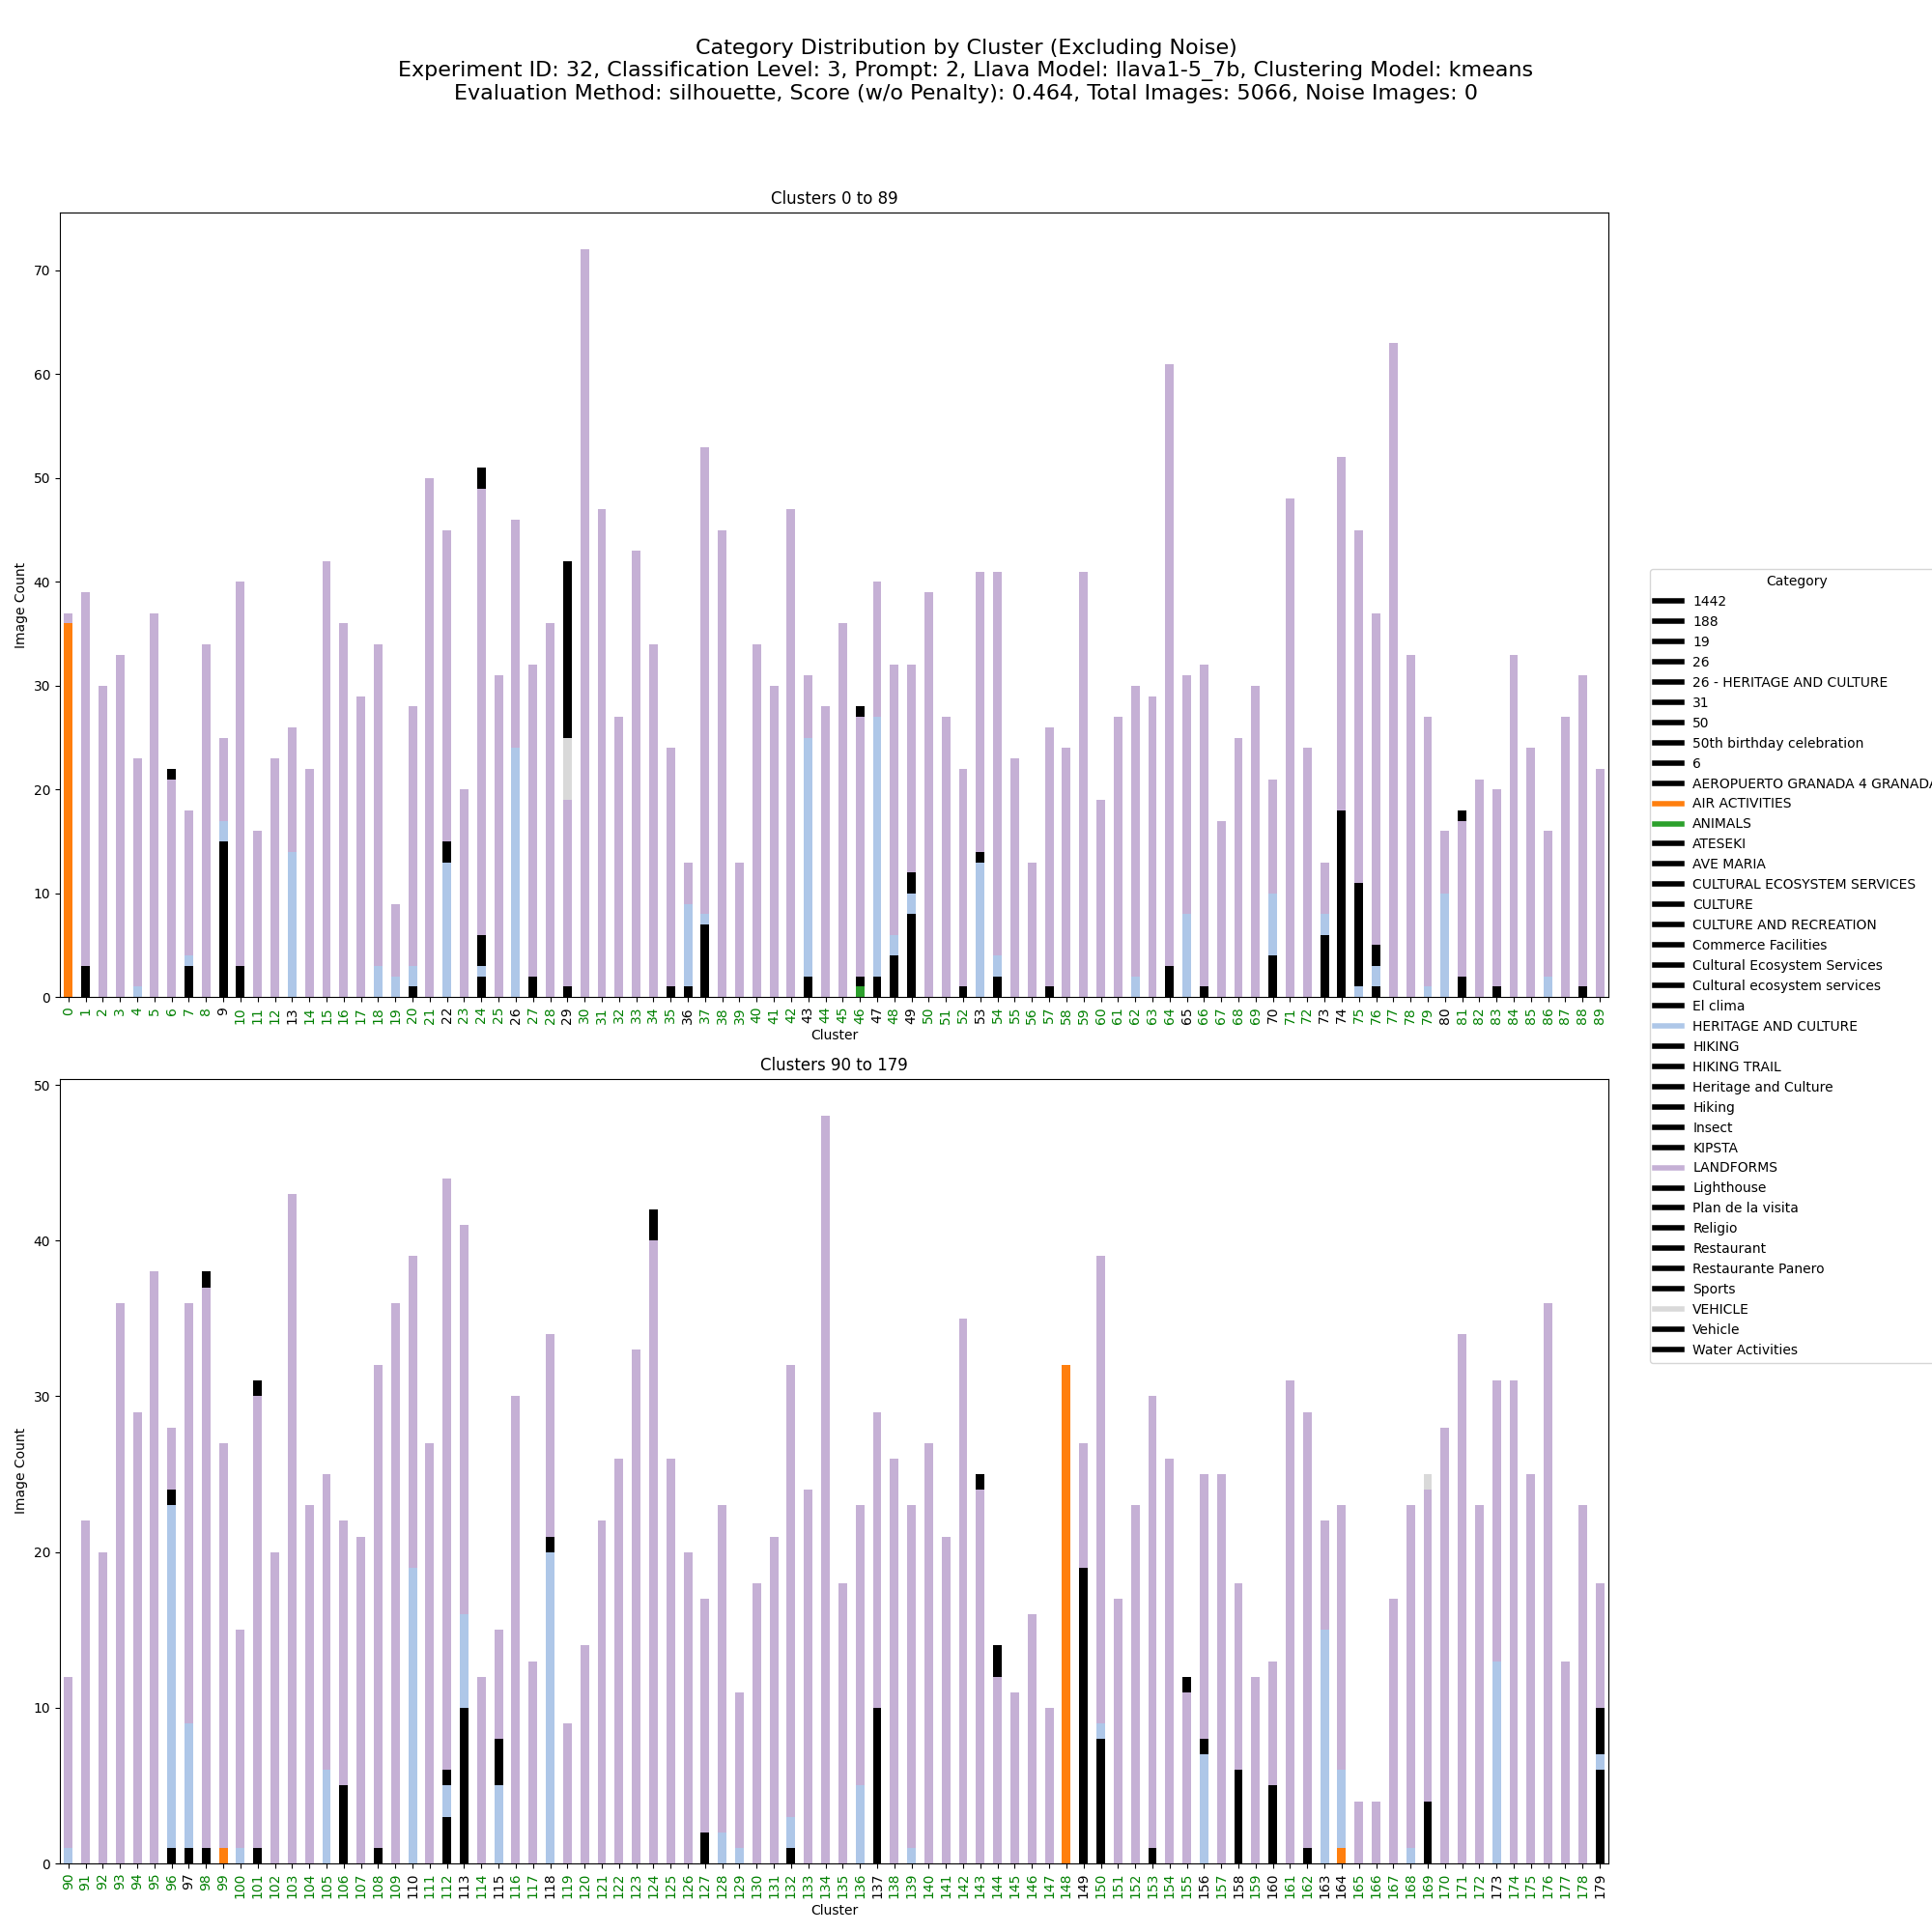 Category Distribution by Cluster (Excluding Noise)
Experiment ID: 32, Classification Level: 3, Prompt: 2, Llava Model: llava1-5_7b, Clustering Model: kmeans
Evaluation Method: silhouette, Score (w/o Penalty): 0.464, Total Images: 5066, Noise Images: 0
Clusters 0 to 89
Image Count
70
60
50
40
30
20
10
0
0 1 2 3 4 5 6 7 8 9 10 11 12 13 14 15 16 17 18 19 20 21 22 23 24 25 26 27 28 29 30 31 32 33 34 35 36 37 38 39 40 41 42 43 44 45 46 47 48 49 50 51 52 53 54 55 56 57 58 59 60 61 62 63 64 65 66 67 68 69 70 71 72 73 74 75 76 77 78 79 80 81 82 83 84 85 86 87 88 89
Cluster
Clusters 90 to 179
Image Count
50
40
30
20
10
0
90 91 92 93 94 95 96 97 98 99 100 101 102 103 104 105 106 107 108 109 110 111 112 113 114 115 116 117 118 119 120 121 122 123 124 125 126 127 128 129 130 131 132 133 134 135 136 137 138 139 140 141 142 143 144 145 146 147 148 149 150 151 152 153 154 155 156 157 158 159 160 161 162 163 164 165 166 167 168 169 170 171 172 173 174 175 176 177 178 179
Cluster
Category
1442
188
19
26
26 - HERITAGE AND CULTURE
31
50
50th birthday celebration
6
AEROPUERTO GRANADA 4 GRANADA
AIR ACTIVITIES
ANIMALS
ATESEKI
AVE MARIA
CULTURAL ECOSYSTEM SERVICES
CULTURE
CULTURE AND RECREATION
Commerce Facilities
Cultural Ecosystem Services
Cultural ecosystem services
El clima
HERITAGE AND CULTURE
HIKING
HIKING TRAIL
Heritage and Culture
Hiking
Insect
KIPSTA
LANDFORMS
Lighthouse
Plan de la visita
Religio
Restaurant
Restaurante Panero
Sports
VEHICLE
Vehicle
Water Activities